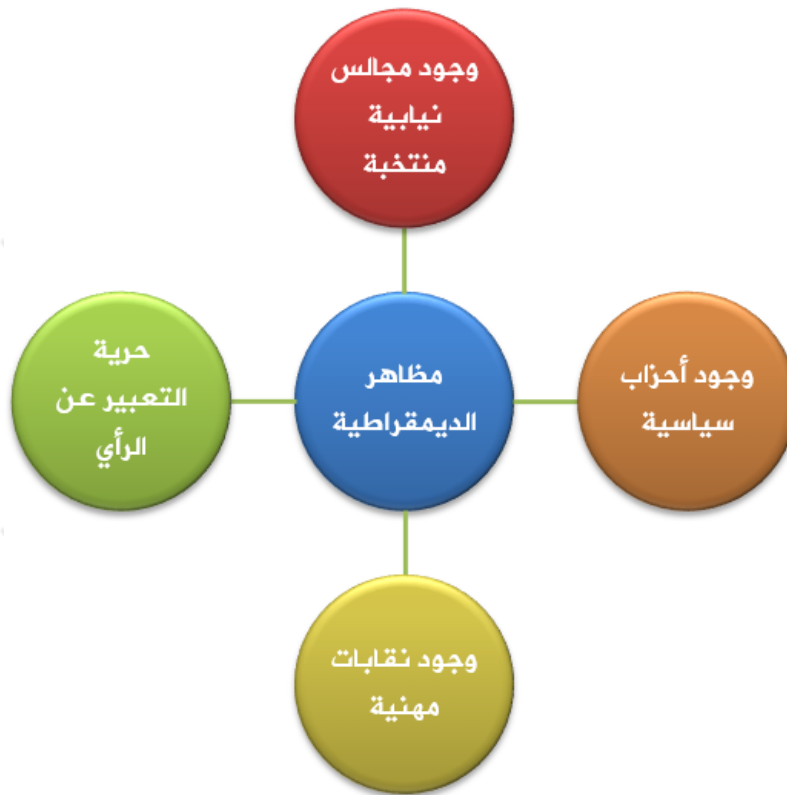 وجود مجالس
نيابية
منتخبة
وجود أحزاب
سياسية
مظاهر
الديمقراطية
حرية
التعبير عن
الرأي
وجود نقابات
مهنية